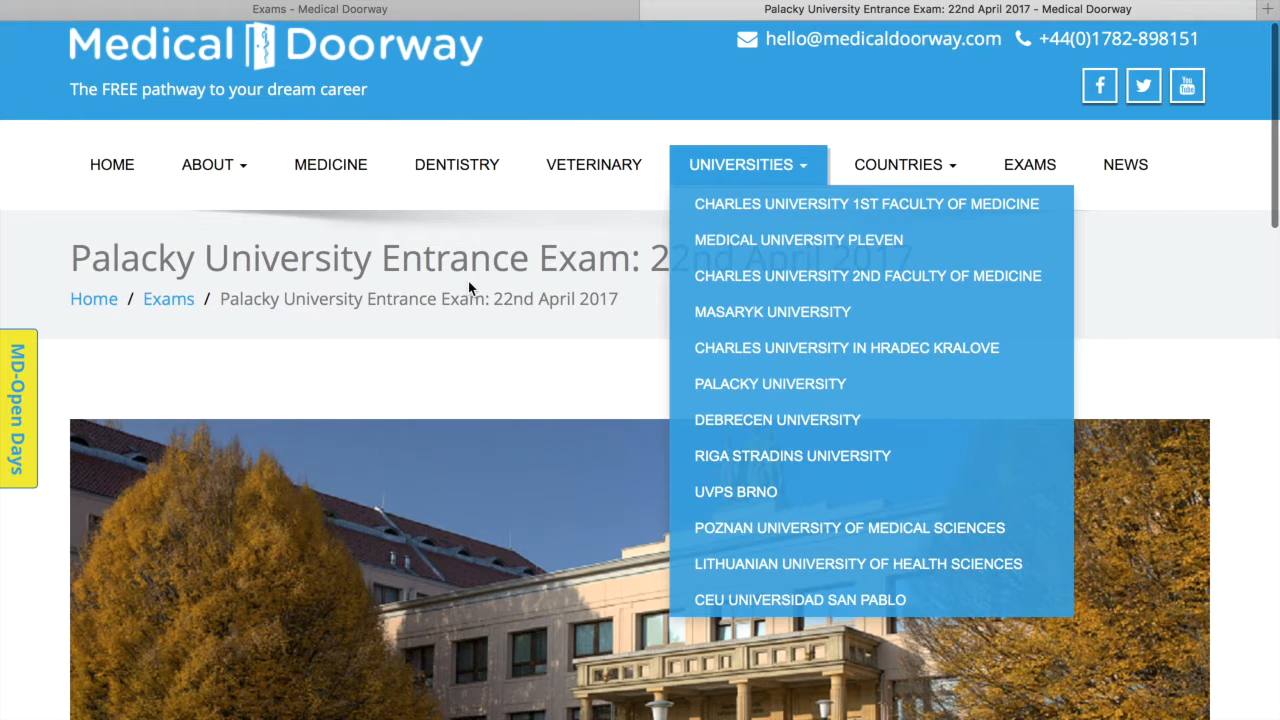 Exams - Medical Doorway
Palacky University Entrance Exam: 22nd April 2017 - Medical Doorway
Medical Doorway
hello@medicaldoorway.com
+44(0)1782-898151
The FREE pathway to your dream career
You
Tube
HOME
ABOUT
MEDICINE
DENTISTRY
VETERINARY
UNIVERSITIES
COUNTRIES
EXAMS
NEWS
CHARLES UNIVERSITY 1ST FACULTY OF MEDICINE
MEDICAL UNIVERSITY PLEVEN
CHARLES UNIVERSITY 2ND FACULTY OF MEDICINE
MASARYK UNIVERSITY
CHARLES UNIVERSITY IN HRADEC KRALOVE
PALACKY UNIVERSITY
DEBRECEN UNIVERSITY
RIGA STRADINS UNIVERSITY
UVPS BRNO
POZNAN UNIVERSITY OF MEDICAL SCIENCES
LITHUANIAN UNIVERSITY OF HEALTH SCIENCES
CEU UNIVERSIDAD SAN PABLO
Palacky University Entrance Exam: 22nd April 2017
Home / Exams / Palacky University Entrance Exam: 22nd April 2017
MD-Open Days